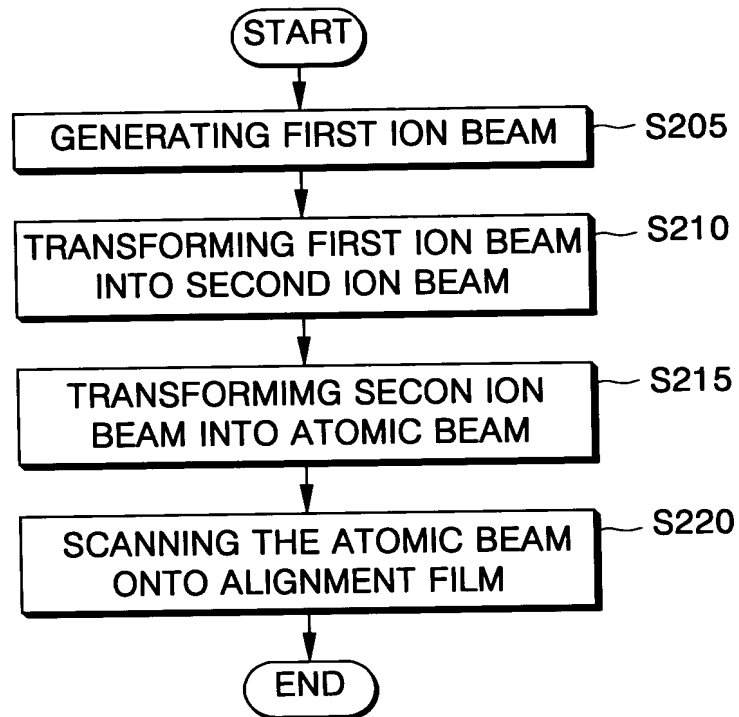 START
GENERATING FIRST ION BEAM
S205
TRANSFORMING FIRST ION BEAM
INTO SECOND ION BEAM
S210
TRANSFORMIMG SECON ION
BEAM INTO ATOMIC BEAM
S215
SCANNING THE ATOMIC BEAM
ONTO ALIGNMENT FILM
S220
END